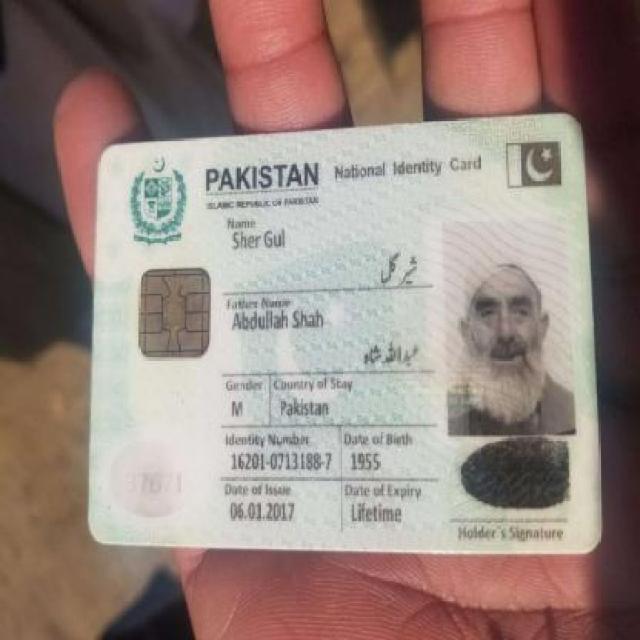 PAKISTAN National Identity Card
ISLAMIC REPUBLIC OF PAKISTAN
Name
Sher Gul
شیر گل
Father Name
Abdullah Shah
عبداللہ شاہ
Gender Country of Stay
M Pakistan
Identity Number Date of Birth
16201-0713188-7 1955
Date of Issue Date of Expiry
06.01.2017 Lifetime
Holder's Signature